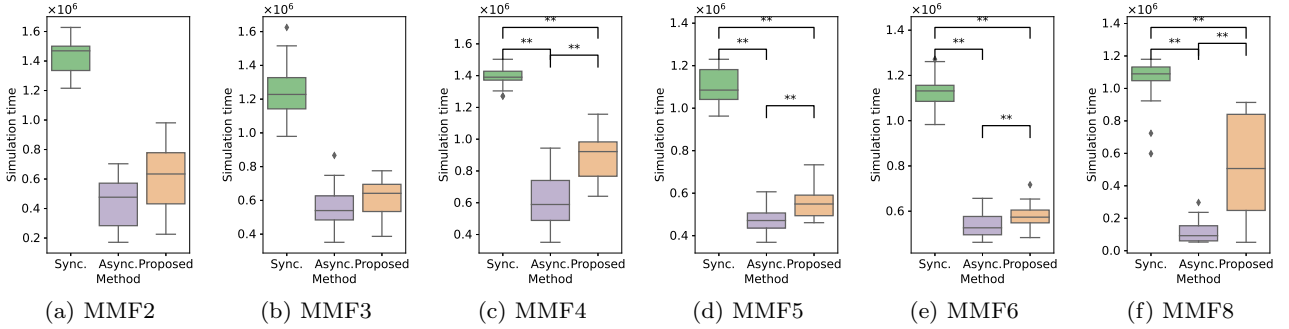 ×10⁶
Simulation time
1.6
1.4
1.2
1.0
0.8
0.6
0.4
0.2
Sync. Async. Proposed
Method
(a) MMF2
×10⁶
Simulation time
1.6
1.4
1.2
1.0
0.8
0.6
0.4
Sync. Async. Proposed
Method
(b) MMF3
×10⁶
Simulation time
1.6
1.4
1.2
1.0
0.8
0.6
0.4
**
** **
Sync. Async. Proposed
Method
(c) MMF4
×10⁶
Simulation time
1.4
1.2
1.0
0.8
0.6
0.4
**
**
**
Sync. Async. Proposed
Method
(d) MMF5
×10⁶
Simulation time
1.4
1.2
1.0
0.8
0.6
**
**
**
Sync. Async. Proposed
Method
(e) MMF6
×10⁶
Simulation time
1.4
1.2
1.0
0.8
0.6
0.4
0.2
0.0
**
** **
Sync. Async. Proposed
Method
(f) MMF8